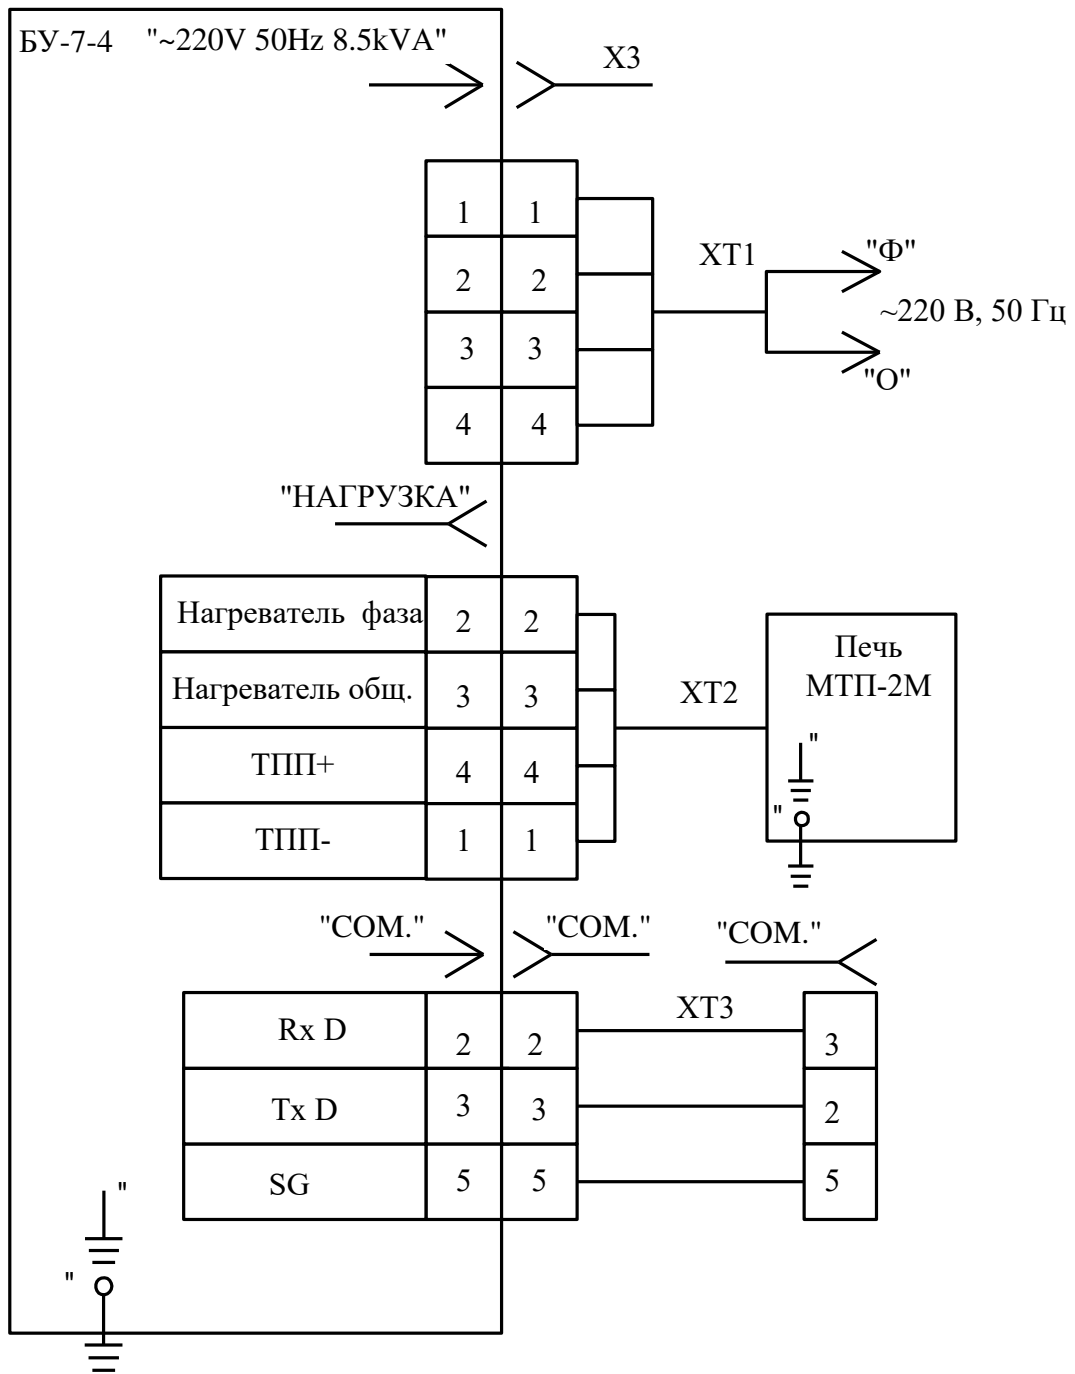 БУ-7-4 "~220V 50Hz 8.5kVA"
X3
1 1
2 2
3 3
4 4
XT1
"Ф"
~220 В, 50 Гц
"О"
"НАГРУЗКА"
Нагреватель фаза 2 2
Нагреватель общ. 3 3
ТПП+ 4 4
ТПП- 1 1
XT2
Печь
МТП-2М
"
"
"COM." "COM." "COM."
XT3
Rx D 2 2 3
Tx D 3 3 2
SG 5 5 5
"
"